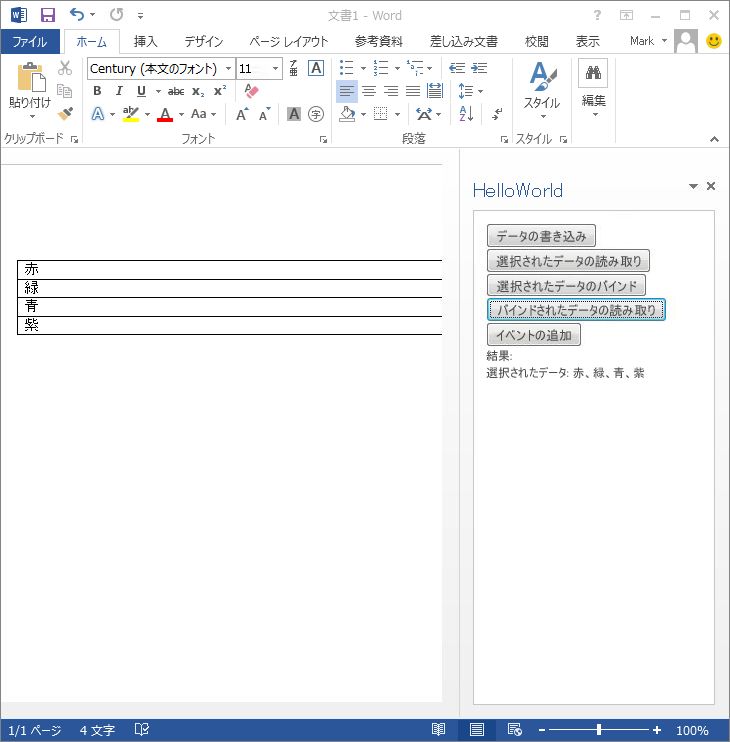 文書1 - Word
ファイル ホーム 挿入 デザイン ページ レイアウト 参考資料 差し込み文書 校閲 表示 Mark
貼り付け Century (本文のフォント) 11 スタイル 編集
B I U abc x₂ x²
A ab A Aa A A A 字
クリップボード フォント 段落 スタイル
HelloWorld
データの書き込み
選択されたデータの読み取り
選択されたデータのバインド
バインドされたデータの読み取り
イベントの追加
結果:
選択されたデータ: 赤、緑、青、紫
赤
緑
青
紫
1/1 ページ 4 文字 100%